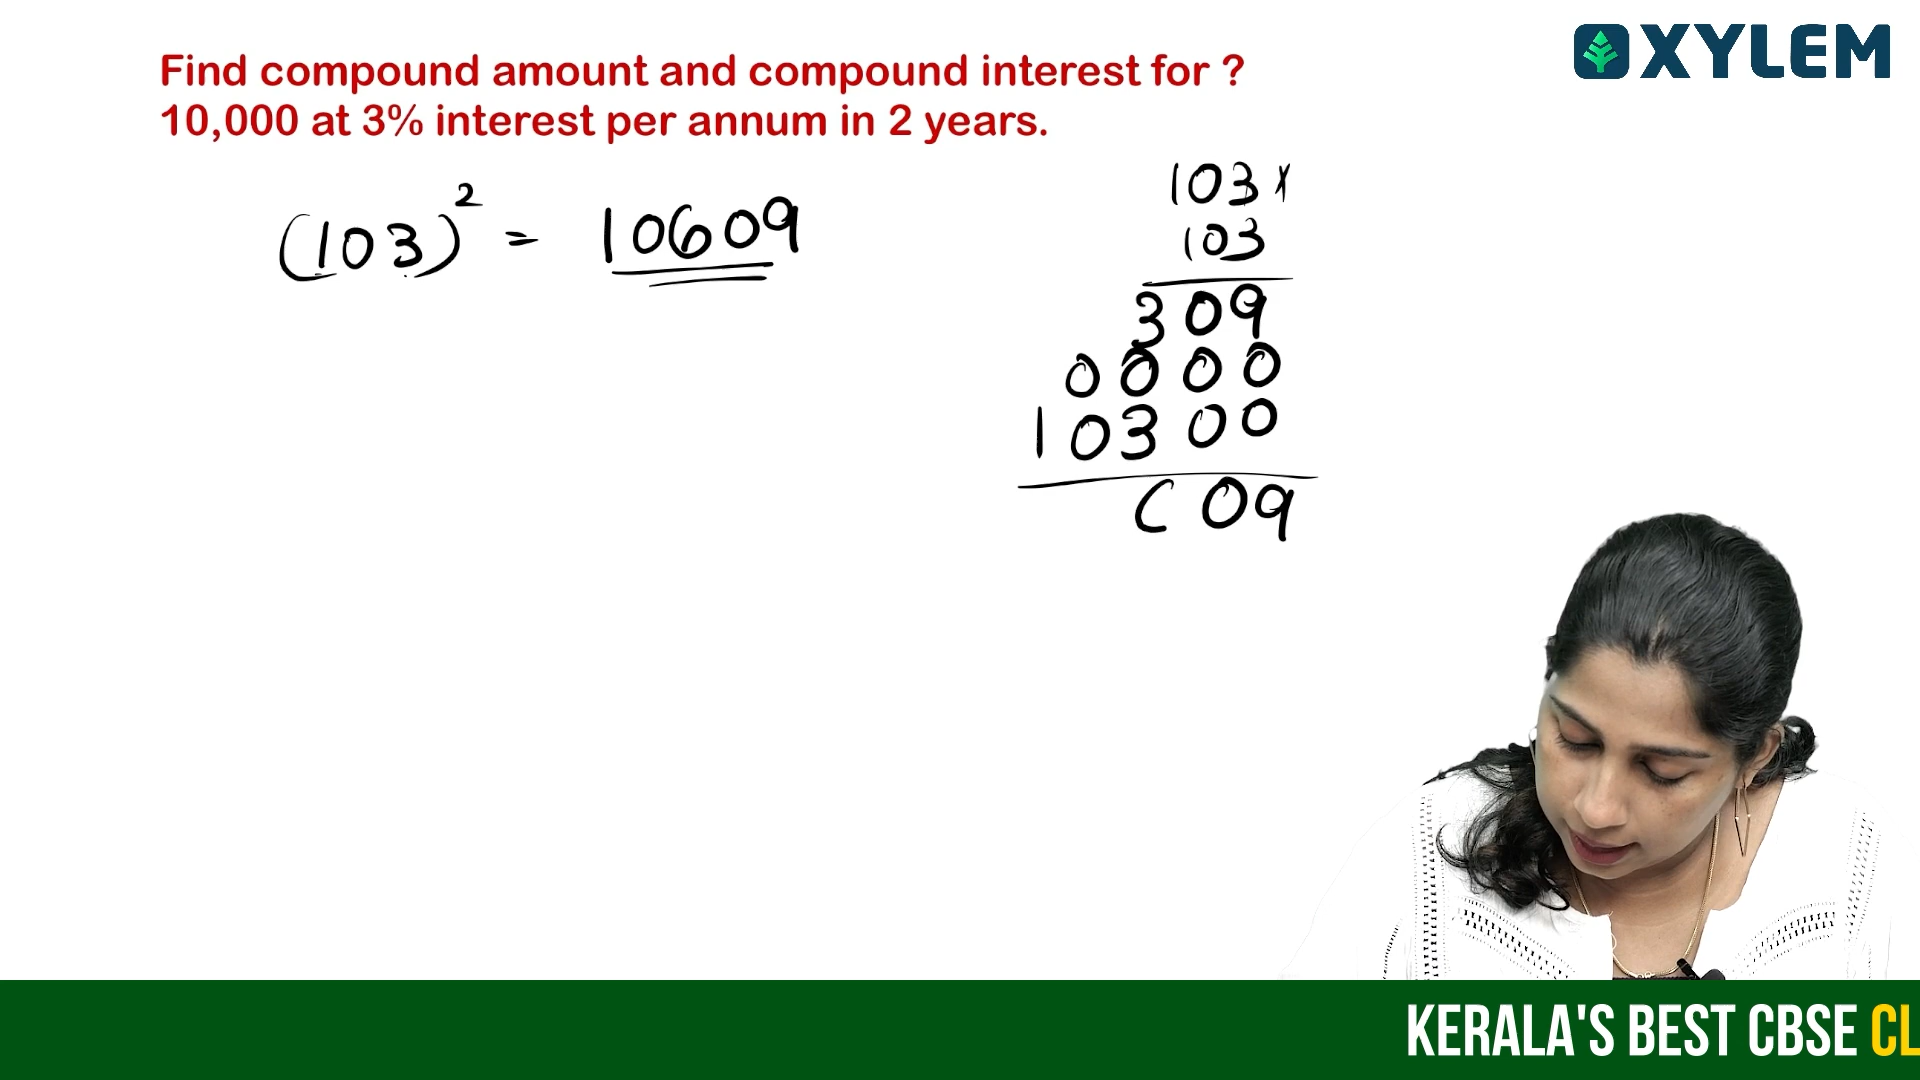 XYLEM
Find compound amount and compound interest for ?
10,000 at 3% interest per annum in 2 years.
(103)² = 10609
103 ×
103
309
0000
10300
09
KERALA'S BEST CBSE CL